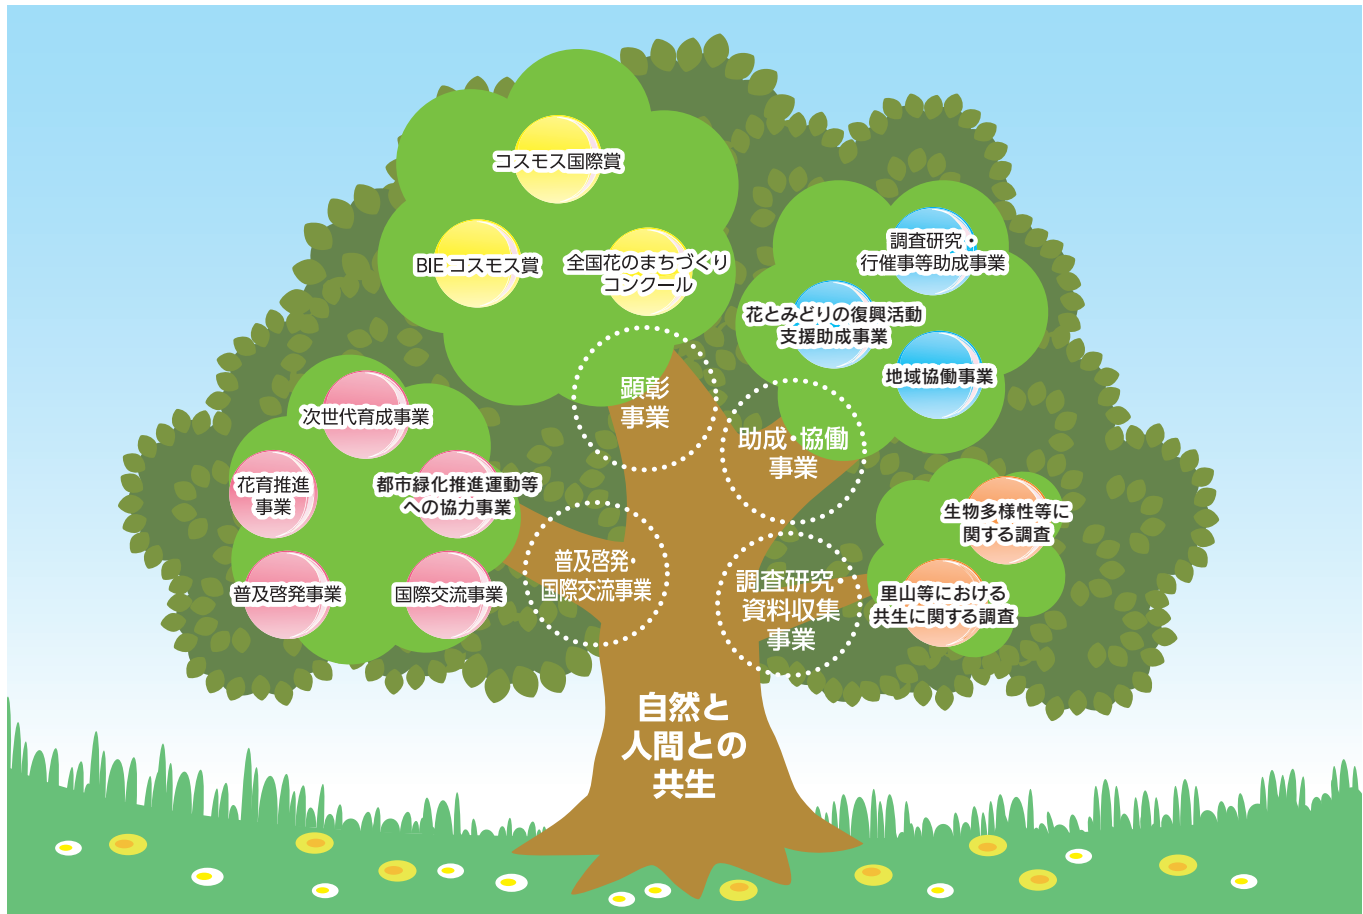 コスモス国際賞
BIE コスモス賞
全国花のまちづくり
コンクール
顕彰
事業
調査研究・
行催事等助成事業
花とみどりの復興活動
支援助成事業
地域協働事業
助成・協働
事業
次世代育成事業
花育推進
事業
都市緑化推進運動等
への協力事業
普及啓発事業
国際交流事業
普及啓発・
国際交流事業
生物多様性等に
関する調査
里山等における
共生に関する調査
調査研究・
資料収集
事業
自然と
人間との
共生